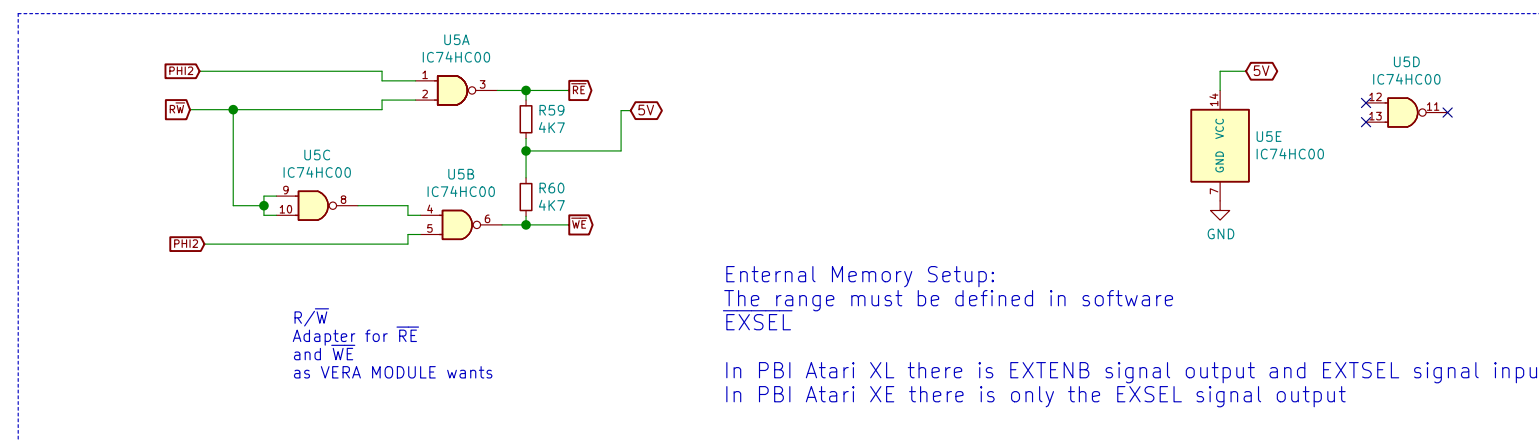 U5A
IC74HC00
PHI2
1
2
3
RE
RW
R59
4K7
5V
U5C
IC74HC00
9
10
8
U5B
IC74HC00
4
5
6
R60
4K7
WE
PHI2
5V
14
VCC
GND
7
U5E
IC74HC00
GND
U5D
IC74HC00
12
13
11
R/W
Adapter for RE
and WE
as VERA MODULE wants
Enternal Memory Setup:
The range must be defined in software
EXSEL
In PBI Atari XL there is EXTENB signal output and EXTSEL signal inpu
In PBI Atari XE there is only the EXSEL signal output